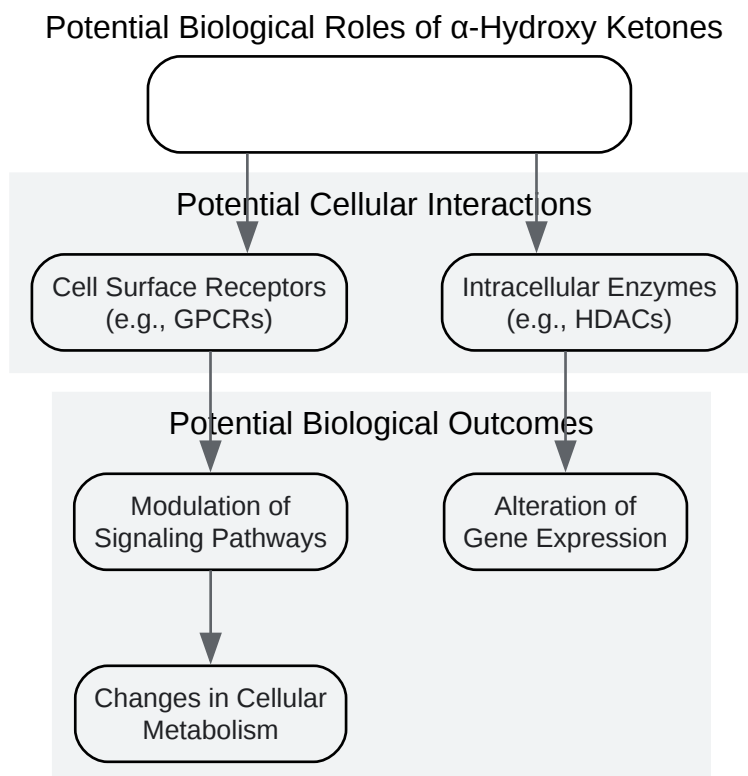 Potential Biological Roles of α-Hydroxy Ketones
Potential Cellular Interactions
Cell Surface Receptors
(e.g., GPCRs)
Intracellular Enzymes
(e.g., HDACs)
Potential Biological Outcomes
Modulation of
Signaling Pathways
Alteration of
Gene Expression
Changes in Cellular
Metabolism